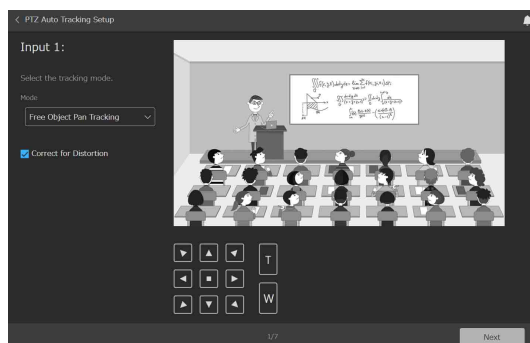 PTZ Auto Tracking Setup
Input 1:
Select the tracking mode.
Mode
Free Object Pan Tracking
Correct for Distortion
T
W
1/7
Next